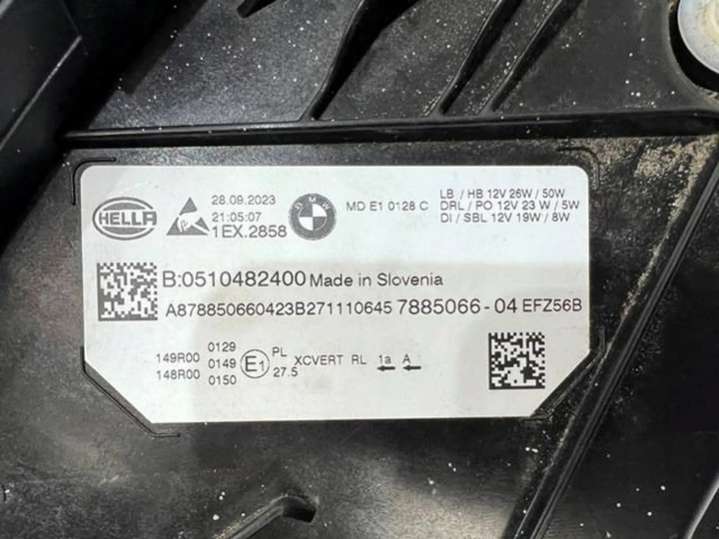 HELLA
28.09.2023
21:05:07
1EX.2858
BMW
MD E1 0128 C
LB / HB 12V 26W / 50W
DRL / PO 12V 23 W / 5W
DI / SBL 12V 19W / 8W
B:0510482400 Made in Slovenia
A878850660423B271110645 7885066 - 04 EFZ56B
149R00 0129
0149
148R00 0150
E1 PL
27.5
XCVERT RL 1a A